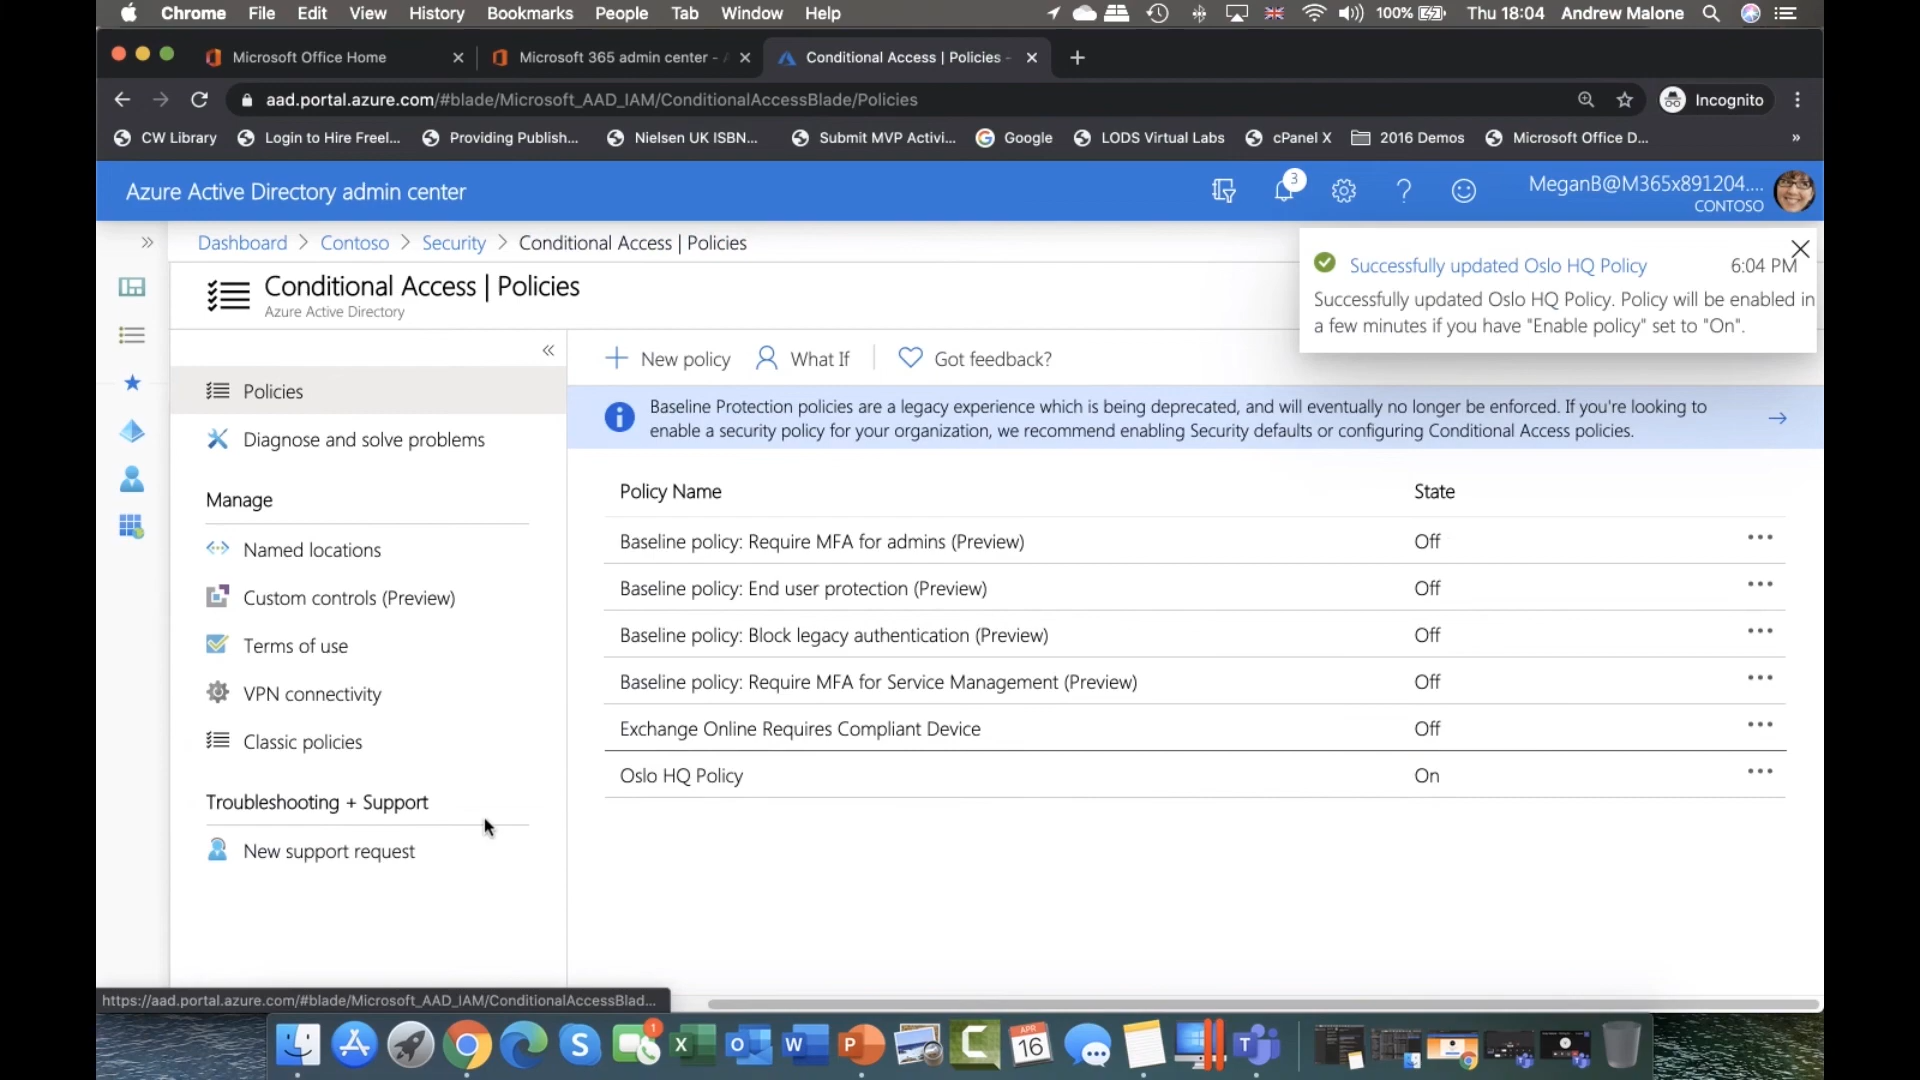 Chrome File Edit View History Bookmarks People Tab Window Help 100% Thu 18:04 Andrew Malone
Microsoft Office Home Microsoft 365 admin center - Conditional Access | Policies -
aad.portal.azure.com/#blade/Microsoft_AAD_IAM/ConditionalAccessBlade/Policies Incognito
CW Library Login to Hire Freel... Providing Publish... Nielsen UK ISBN... Submit MVP Activi... Google LODS Virtual Labs cPanel X 2016 Demos Microsoft Office D... »
Azure Active Directory admin center 3 MeganB@M365x891204....
CONTOSO
Dashboard > Contoso > Security > Conditional Access | Policies
Conditional Access | Policies
Azure Active Directory
Successfully updated Oslo HQ Policy 6:04 PM
Successfully updated Oslo HQ Policy. Policy will be enabled in
a few minutes if you have "Enable policy" set to "On".
Policies
Diagnose and solve problems
Manage
Named locations
Custom controls (Preview)
Terms of use
VPN connectivity
Classic policies
Troubleshooting + Support
New support request
New policy What If Got feedback?
Baseline Protection policies are a legacy experience which is being deprecated, and will eventually no longer be enforced. If you're looking to
enable a security policy for your organization, we recommend enabling Security defaults or configuring Conditional Access policies.
Policy Name State
Baseline policy: Require MFA for admins (Preview) Off
Baseline policy: End user protection (Preview) Off
Baseline policy: Block legacy authentication (Preview) Off
Baseline policy: Require MFA for Service Management (Preview) Off
Exchange Online Requires Compliant Device Off
Oslo HQ Policy On
https://aad.portal.azure.com/#blade/Microsoft_AAD_IAM/ConditionalAccessBlad...
1
APR
16